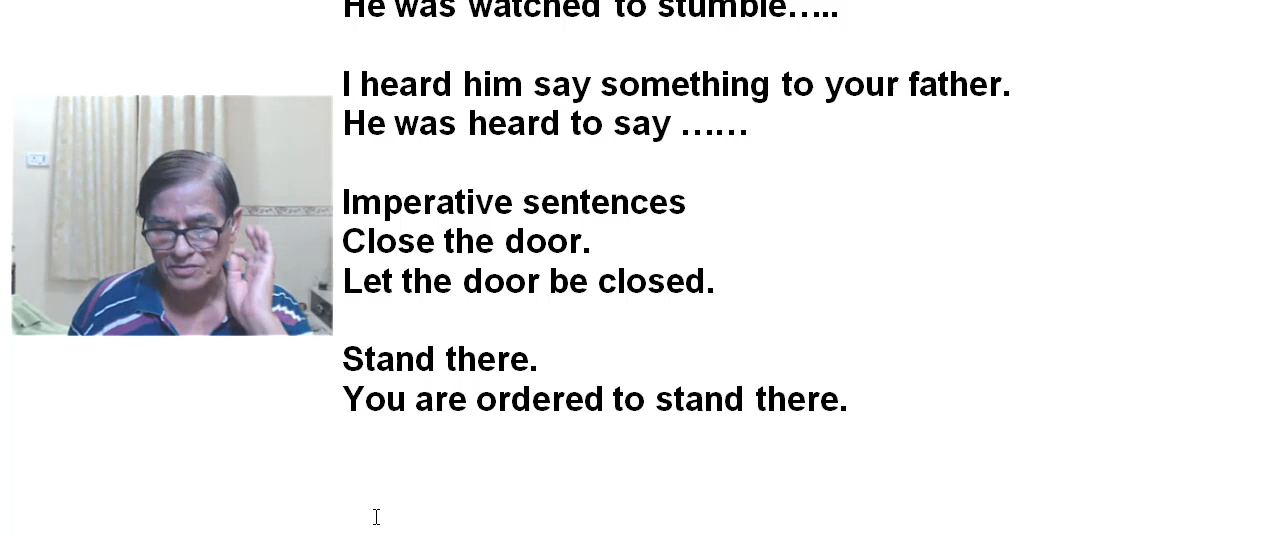 He was watched to stumble…..
I heard him say something to your father.
He was heard to say ……
Imperative sentences
Close the door.
Let the door be closed.
Stand there.
You are ordered to stand there.